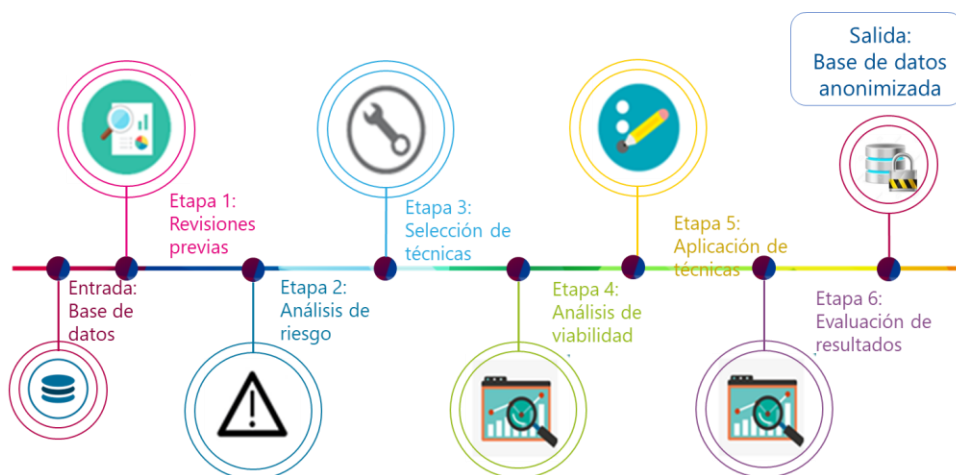 Salida:
Base de datos
anonimizada
Etapa 1:
Revisiones
previas
Etapa 3:
Selección de
técnicas
Etapa 5:
Aplicación de
técnicas
Entrada:
Base de
datos
Etapa 2:
Análisis de
riesgo
Etapa 4:
Análisis de
viabilidad
Etapa 6:
Evaluación de
resultados